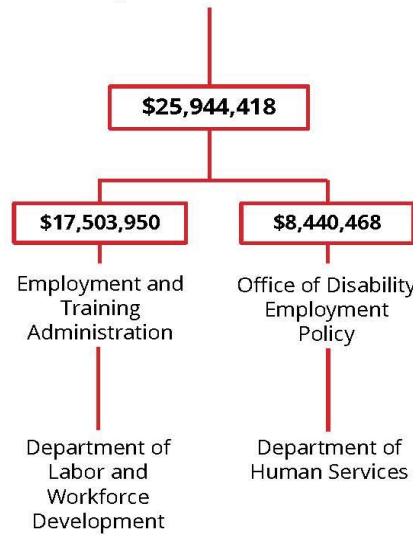 $25,944,418
$17,503,950
$8,440,468
Employment and
Training
Administration
Office of Disability
Employment
Policy
Department of
Labor and
Workforce
Development
Department of
Human Services